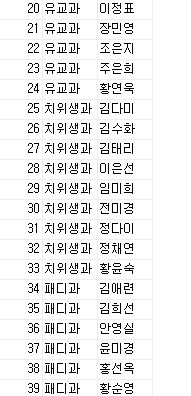 20 유교과 이정표
21 유교과 장민영
22 유교과 조은지
23 유교과 주은희
24 유교과 황연욱
25 치위생과 김다미
26 치위생과 김수화
27 치위생과 김태리
28 치위생과 이은선
29 치위생과 임미희
30 치위생과 전미경
31 치위생과 정다이
32 치위생과 정채연
33 치위생과 황윤숙
34 패디과 김애련
35 패디과 김희선
36 패디과 안영실
37 패디과 윤미경
38 패디과 홍선옥
39 패디과 황순영